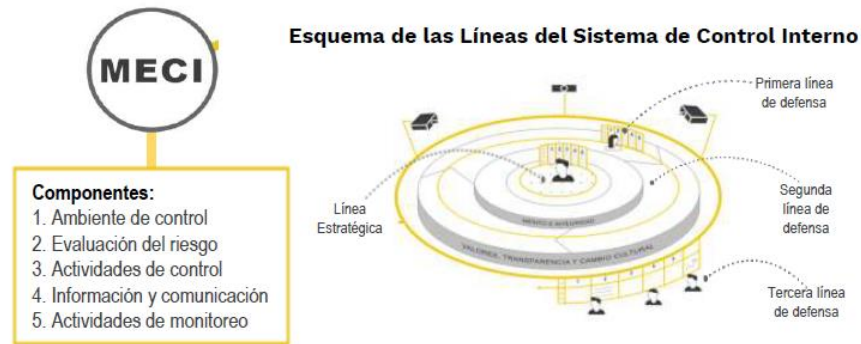 MECI
Componentes:
1. Ambiente de control
2. Evaluación del riesgo
3. Actividades de control
4. Información y comunicación
5. Actividades de monitoreo
Esquema de las Líneas del Sistema de Control Interno
Primera línea
de defensa
Línea
Estratégica
Segunda
línea de
defensa
MÉRITO E INTEGRIDAD
VALORES, TRANSPARENCIA Y CAMBIO CULTURAL
Tercera línea
de defensa